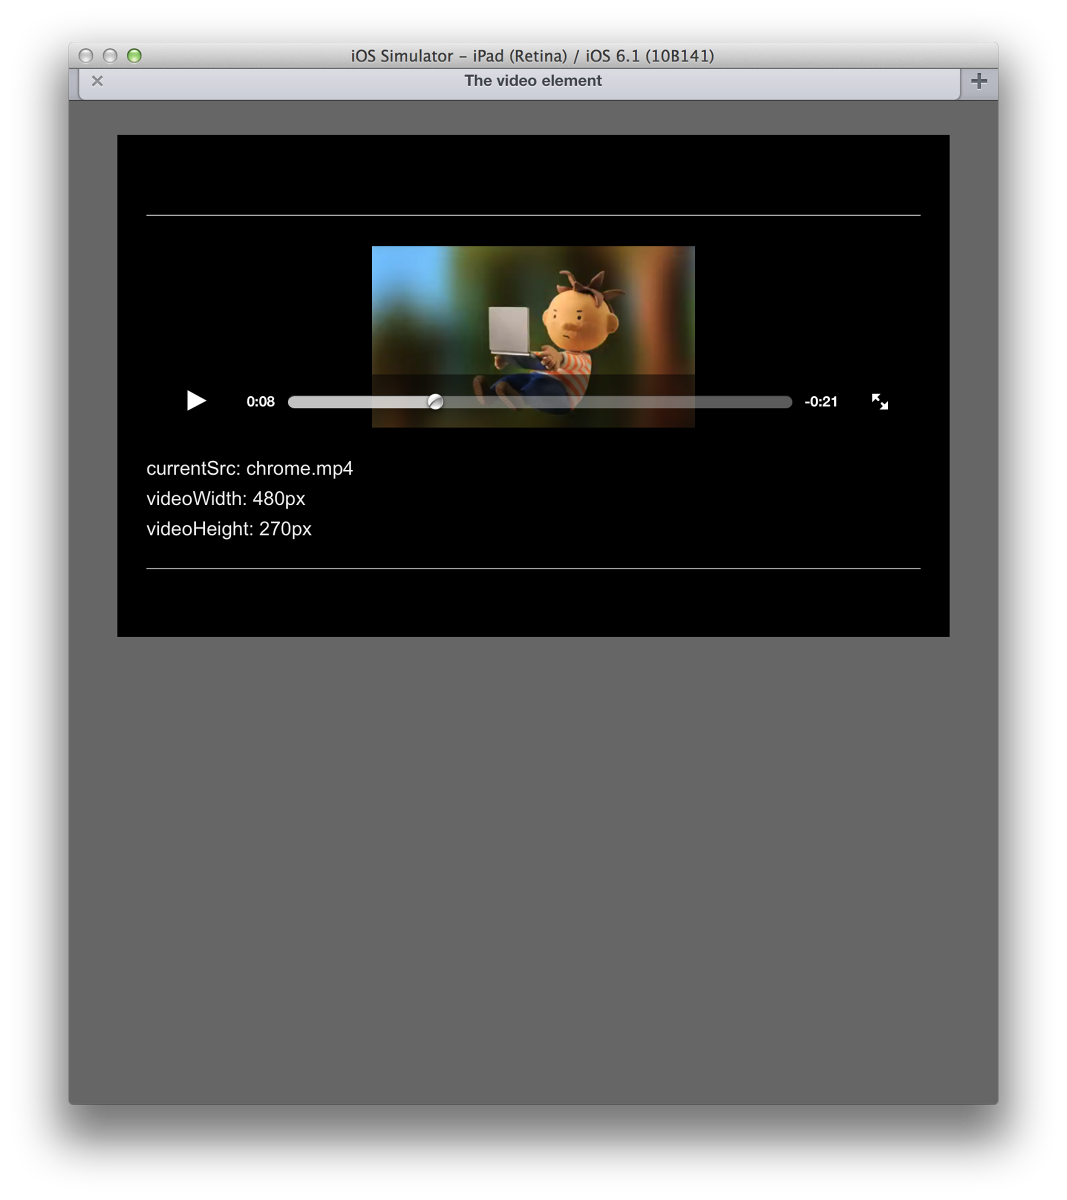 iOS Simulator – iPad (Retina) / iOS 6.1 (10B141)
The video element
0:08 -0:21
currentSrc: chrome.mp4
videoWidth: 480px
videoHeight: 270px